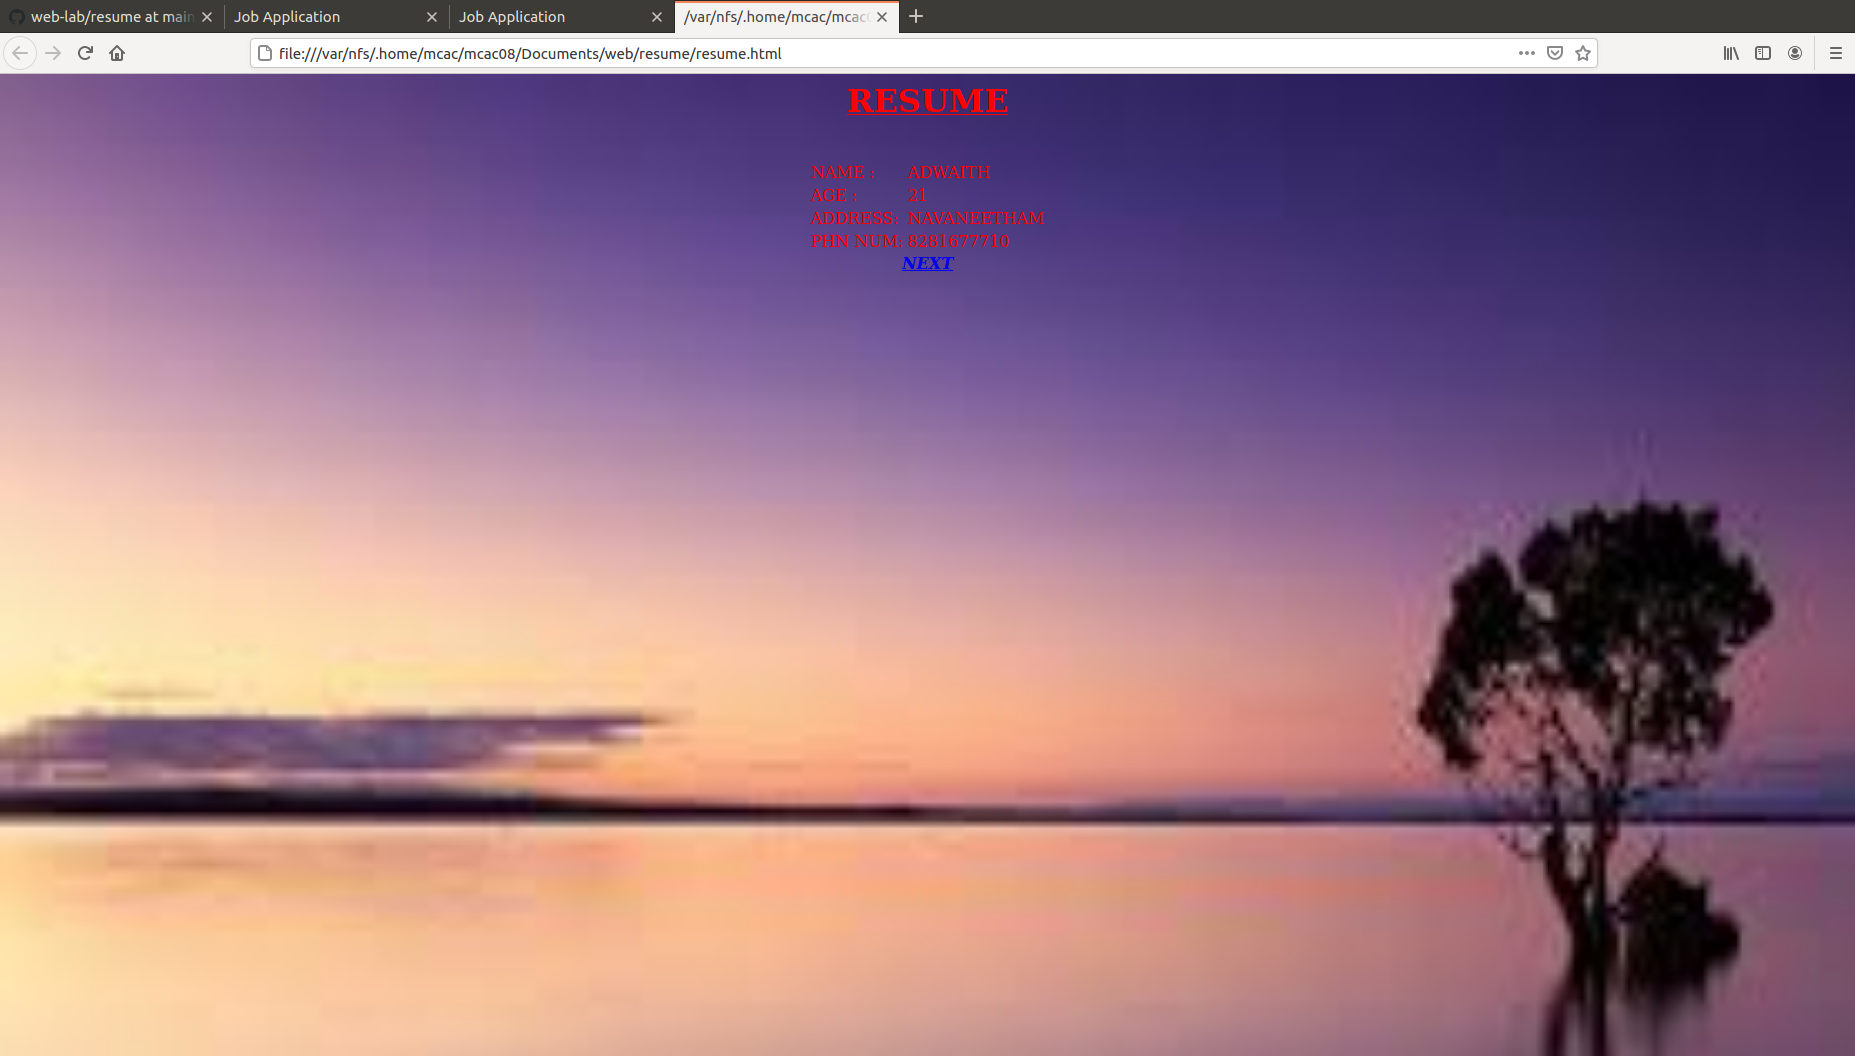 web-lab/resume at main
Job Application
Job Application
/var/nfs/.home/mcac/mcac
file:///var/nfs/.home/mcac/mcac08/Documents/web/resume/resume.html
RESUME
NAME : ADWAITH
AGE : 21
ADDRESS: NAVANEETHAM
PHN NUM: 8281677710
NEXT